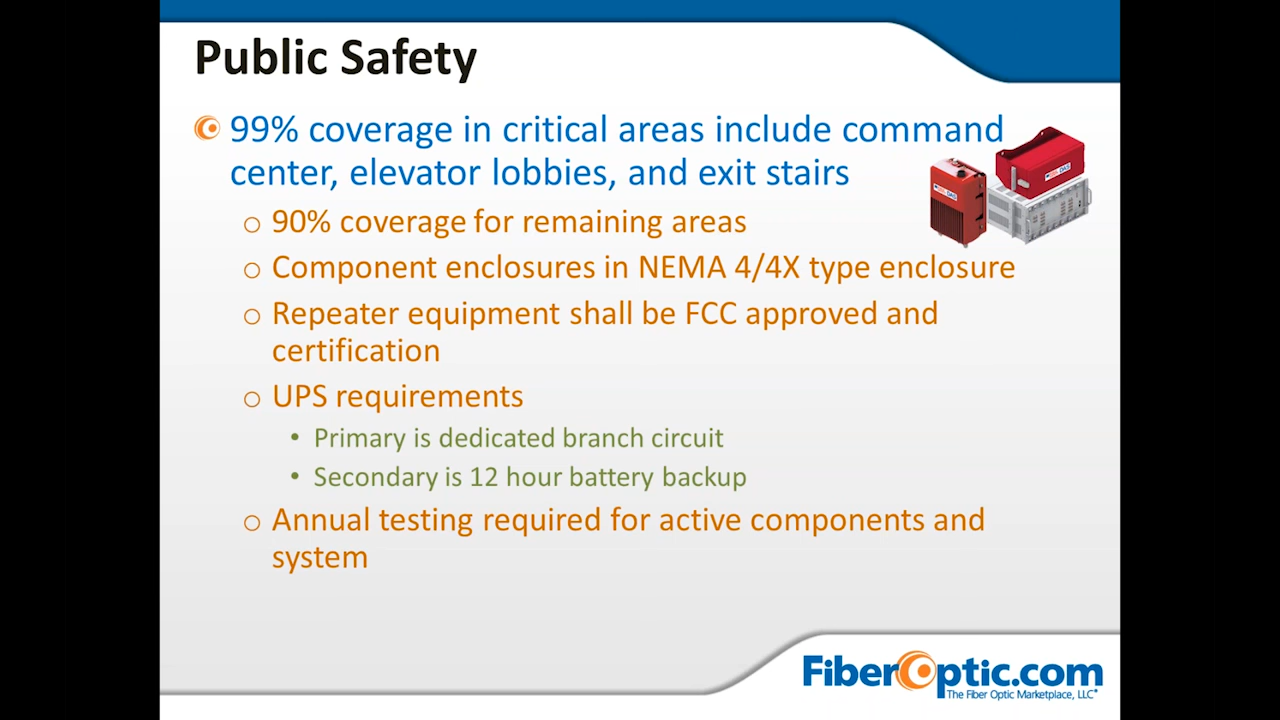 Public Safety
99% coverage in critical areas include command
center, elevator lobbies, and exit stairs
o 90% coverage for remaining areas
o Component enclosures in NEMA 4/4X type enclosure
o Repeater equipment shall be FCC approved and
certification
o UPS requirements
• Primary is dedicated branch circuit
• Secondary is 12 hour battery backup
o Annual testing required for active components and
system
FiberOptic.com
The Fiber Optic Marketplace, LLC®